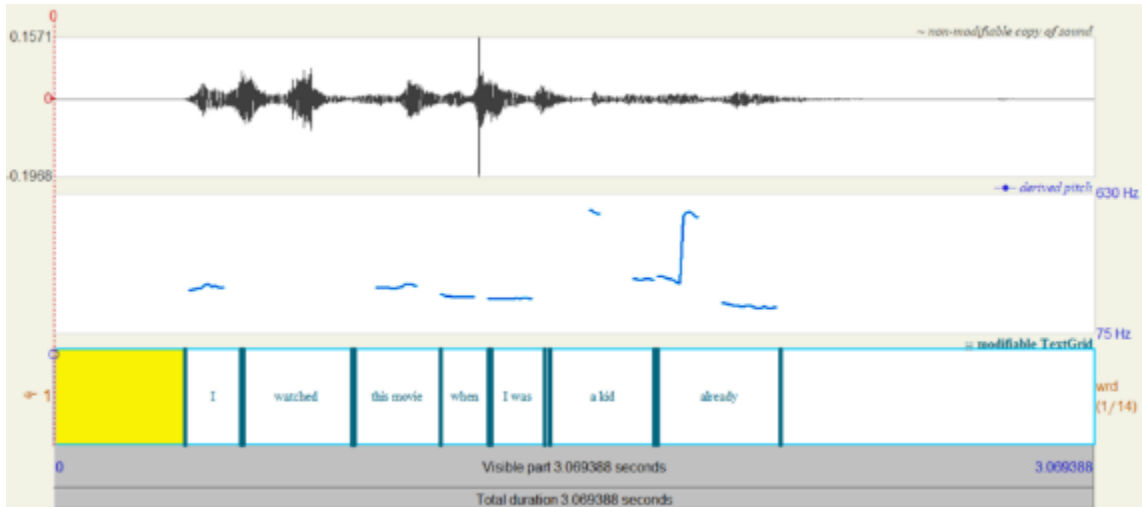 0
0.1571
~ non-modifiable copy of sound
0
-0.1968
derived pitch
630 Hz
75 Hz
modifiable TextGrid
1
I
watched
this movie
when
I was
a kid
already
wrd
(1/14)
0
Visible part 3.069388 seconds
3.069388
Total duration 3.069388 seconds